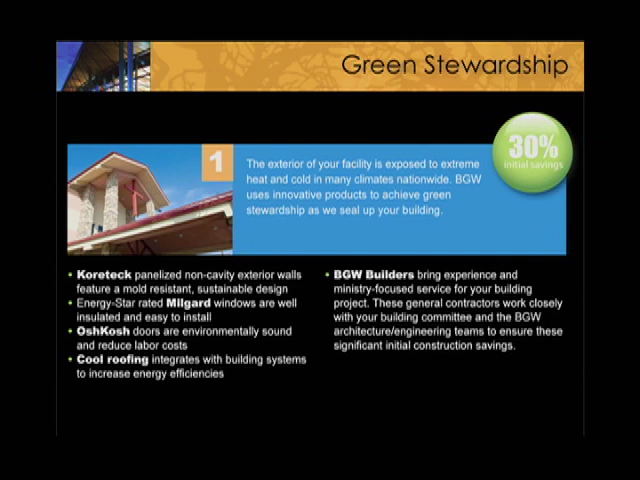 Green Stewardship
30%
initial savings
1
The exterior of your facility is exposed to extreme
heat and cold in many climates nationwide. BGW
uses innovative products to achieve green
stewardship as we seal up your building.
• Koreteck panelized non-cavity exterior walls
feature a mold resistant, sustainable design
• Energy-Star rated Milgard windows are well
insulated and easy to install
• OshKosh doors are environmentally sound
and reduce labor costs
• Cool roofing integrates with building systems
to increase energy efficiencies
• BGW Builders bring experience and
ministry-focused service for your building
project. These general contractors work closely
with your building committee and the BGW
architecture/engineering teams to ensure these
significant initial construction savings.